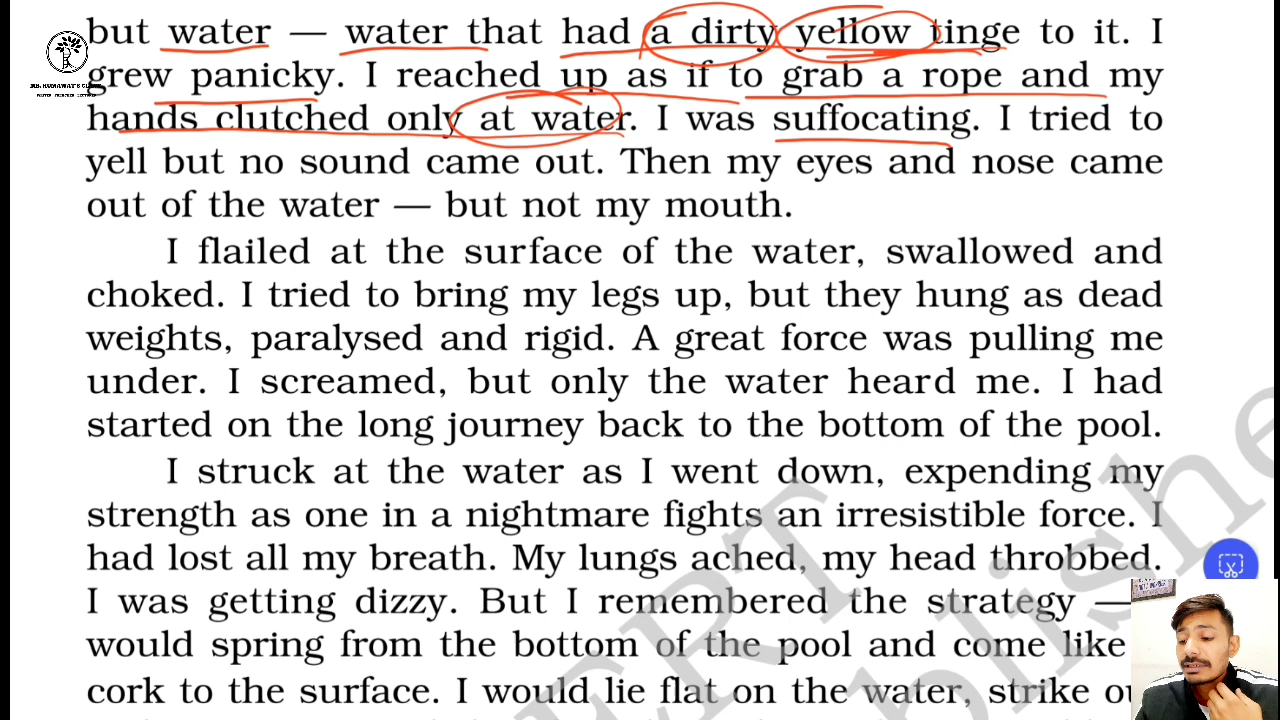 but water — water that had a dirty yellow tinge to it. I
grew panicky. I reached up as if to grab a rope and my
hands clutched only at water. I was suffocating. I tried to
yell but no sound came out. Then my eyes and nose came
out of the water — but not my mouth.
I flailed at the surface of the water, swallowed and
choked. I tried to bring my legs up, but they hung as dead
weights, paralysed and rigid. A great force was pulling me
under. I screamed, but only the water heard me. I had
started on the long journey back to the bottom of the pool.
I struck at the water as I went down, expending my
strength as one in a nightmare fights an irresistible force. I
had lost all my breath. My lungs ached, my head throbbed.
I was getting dizzy. But I remembered the strategy —
would spring from the bottom of the pool and come like
cork to the surface. I would lie flat on the water, strike